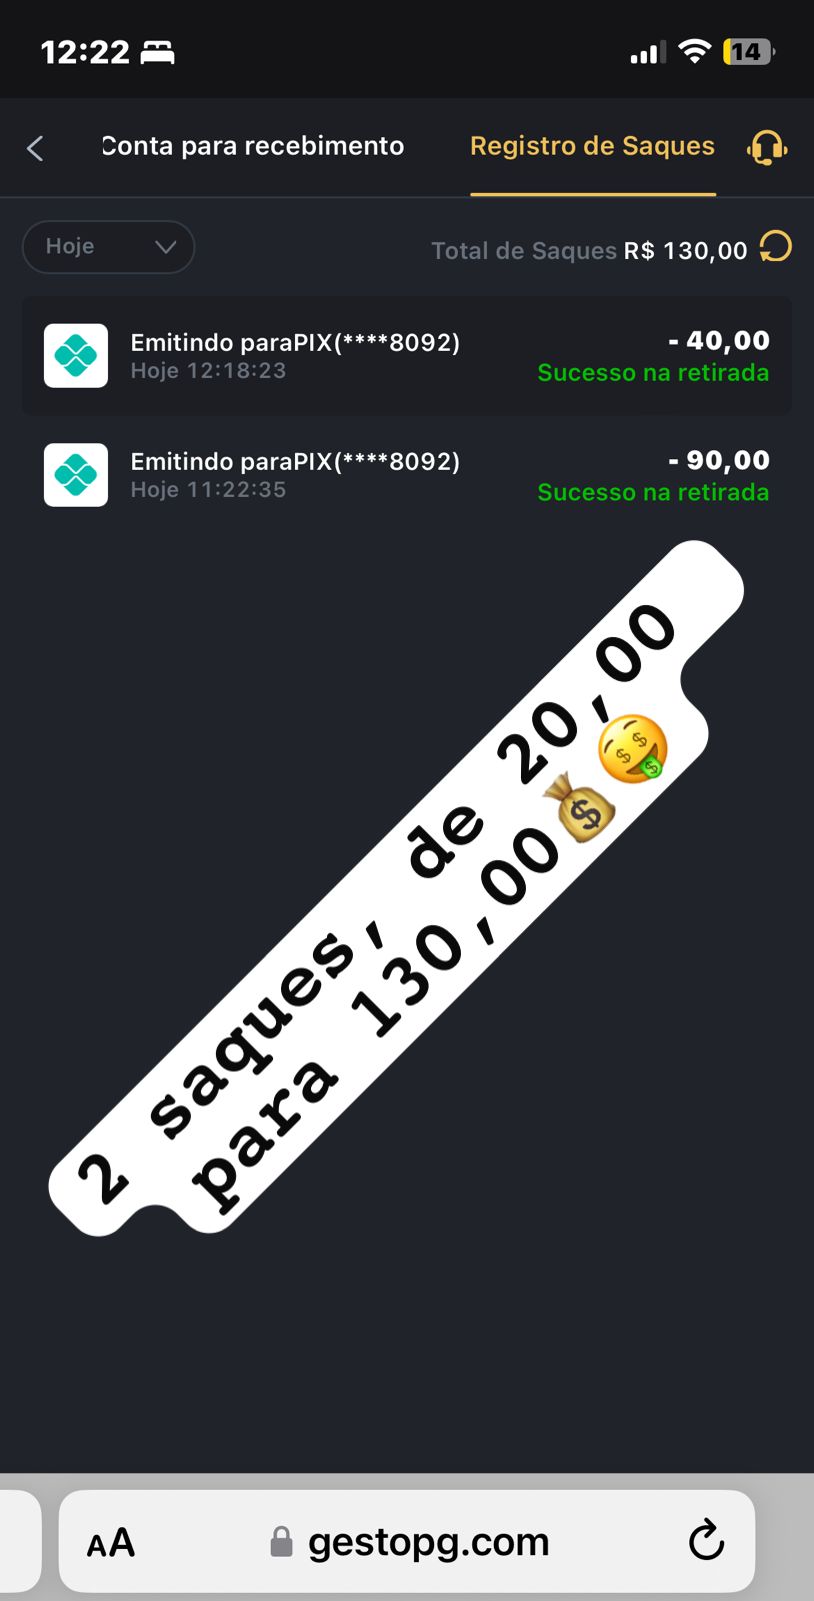 12:22
14
Conta para recebimento
Registro de Saques
Hoje
Total de Saques R$ 130,00
Emitindo paraPIX(****8092)
- 40,00
Hoje 12:18:23
Sucesso na retirada
Emitindo paraPIX(****8092)
- 90,00
Hoje 11:22:35
Sucesso na retirada
2 saques, de 20,00
para 130,00💰🤑
AA
gestopg.com